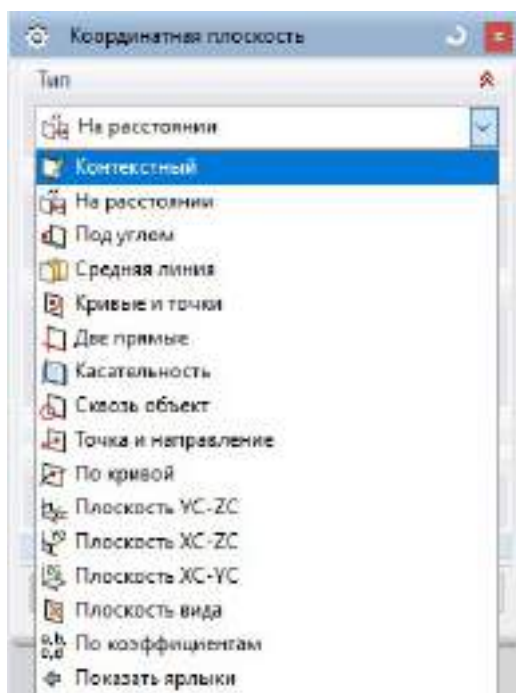 Координатная плоскость
Тип
На расстоянии
Контекстный
На расстоянии
Под углом
Средняя линия
Кривые и точки
Две прямые
Касательность
Сквозь объект
Точка и направление
По кривой
Плоскость YC-ZC
Плоскость XC-ZC
Плоскость XC-YC
Плоскость вида
a,b, c,d По коэффициентам
Показать ярлыки